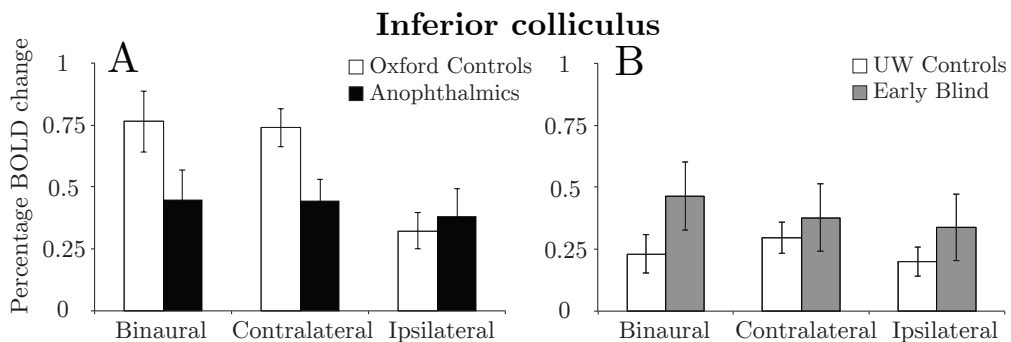 Inferior colliculus
A
Oxford Controls
Anophthalmics
Percentage BOLD change
1
0.75
0.5
0.25
0
Binaural
Contralateral
Ipsilateral
B
UW Controls
Early Blind
1
0.75
0.5
0.25
0
Binaural
Contralateral
Ipsilateral